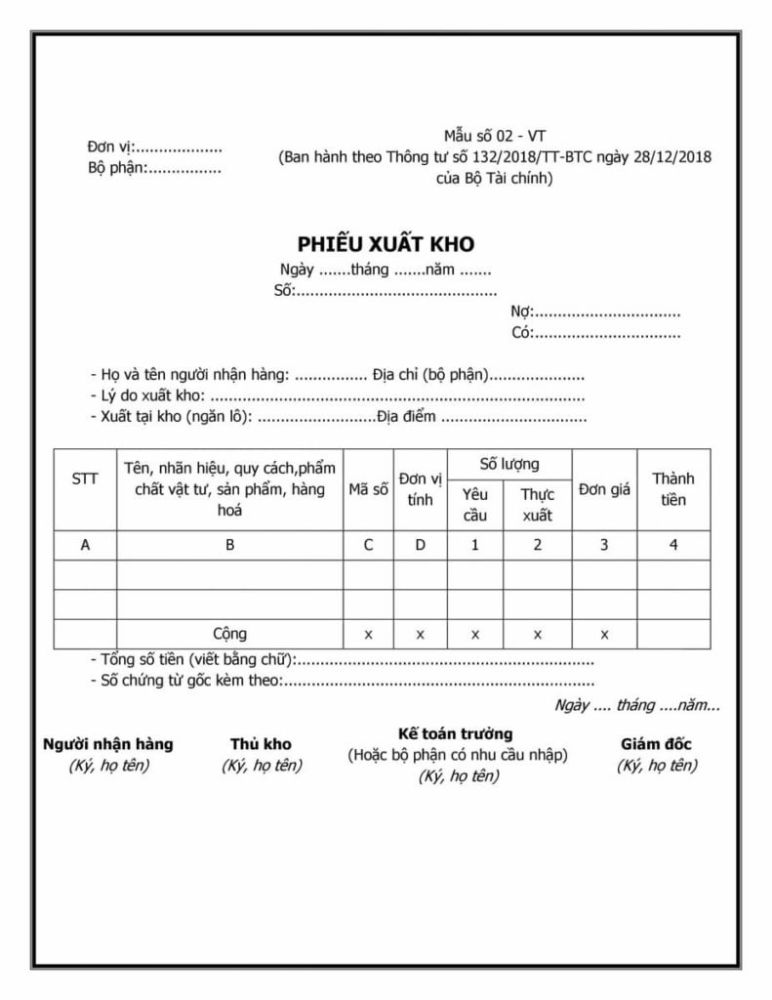 Đơn vị:...................
Bộ phận:................
Mẫu số 02 - VT
(Ban hành theo Thông tư số 132/2018/TT-BTC ngày 28/12/2018
của Bộ Tài chính)
PHIẾU XUẤT KHO
Ngày .......tháng .......năm .......
Số:............................................
Nợ:................................
Có:................................
- Họ và tên người nhận hàng: ................ Địa chỉ (bộ phận).....................
- Lý do xuất kho: ..................................................................................
- Xuất tại kho (ngăn lô): ..........................Địa điểm ................................
STT Tên, nhãn hiệu, quy cách,phẩm chất vật tư, sản phẩm, hàng hoá Mã số Đơn vị tính Số lượng Đơn giá Thành tiền
Yêu cầu Thực xuất
A B C D 1 2 3 4
Cộng x x x x x
- Tổng số tiền (viết bằng chữ):.................................................................
- Số chứng từ gốc kèm theo:....................................................................
Ngày .... tháng ....năm...
Người nhận hàng Thủ kho Kế toán trưởng Giám đốc
(Ký, họ tên) (Ký, họ tên) (Hoặc bộ phận có nhu cầu nhập) (Ký, họ tên)
(Ký, họ tên)